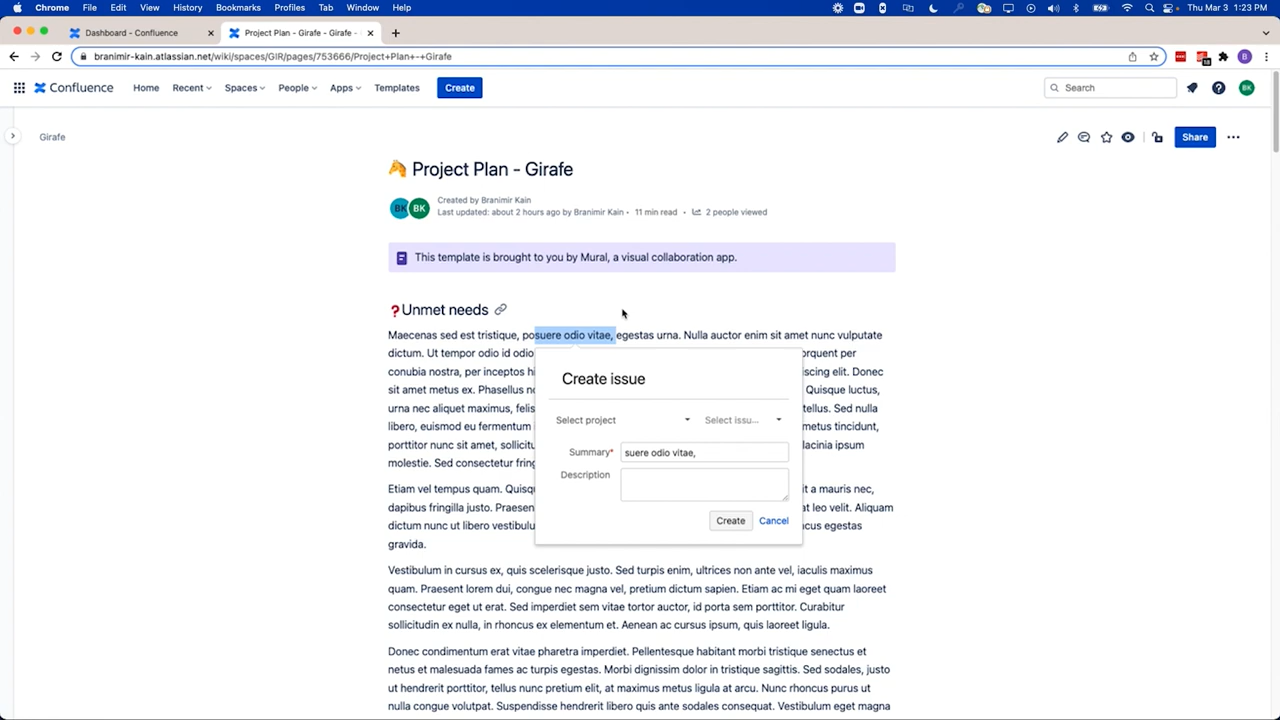 Chrome File Edit View History Bookmarks Profiles Tab Window Help Thu Mar 3 1:23 PM
Dashboard - Confluence
Project Plan - Girafe - Girafe -
branimir-kain.atlassian.net/wiki/spaces/GIR/pages/753666/Project+Plan+-+Girafe
18
B
Confluence Home Recent Spaces People Apps Templates Create Search BK
Girafe Share
Project Plan - Girafe
BK BK
Created by Branimir Kain
Last updated: about 2 hours ago by Branimir Kain • 11 min read • 2 people viewed
This template is brought to you by Mural, a visual collaboration app.
❓Unmet needs
Maecenas sed est tristique, posuere odio vitae, egestas urna. Nulla auctor enim sit amet nunc vulputate
dictum. Ut tempor odio id odio orquent per
conubia nostra, per inceptos hi scing elit. Donec
sit amet metus ex. Phasellus no Quisque luctus,
urna nec aliquet maximus, felis tellus. Sed nulla
libero, euismod eu fermentum i metus tincidunt,
porttitor nunc sit amet, sollicitu lacinia ipsum
molestie. Sed consectetur fring
Create issue
Select project Select issu...
Summary* suere odio vitae,
Description
Create Cancel
Etiam vel tempus quam. Quisqu it a mauris nec,
dapibus fringilla justo. Praesen at leo velit. Aliquam
dictum nunc ut libero vestibulu ncus egestas
gravida.
Vestibulum in cursus ex, quis scelerisque justo. Sed turpis enim, ultrices non ante vel, iaculis maximus
quam. Praesent lorem dui, congue nec magna vel, pretium dictum sapien. Etiam ac mi eget quam laoreet
consectetur eget ut erat. Sed imperdiet sem vitae tortor auctor, id porta sem porttitor. Curabitur
sollicitudin ex nulla, in rhoncus ex elementum et. Aenean ac cursus ipsum, quis laoreet ligula.
Donec condimentum erat vitae pharetra imperdiet. Pellentesque habitant morbi tristique senectus et
netus et malesuada fames ac turpis egestas. Morbi dignissim dolor in tristique sagittis. Sed sodales, justo
ut hendrerit porttitor, tellus nunc pretium elit, at maximus metus ligula at arcu. Nunc rhoncus purus ut
nulla congue volutpat. Suspendisse hendrerit libero quis ante sodales consequat. Vestibulum eget magna